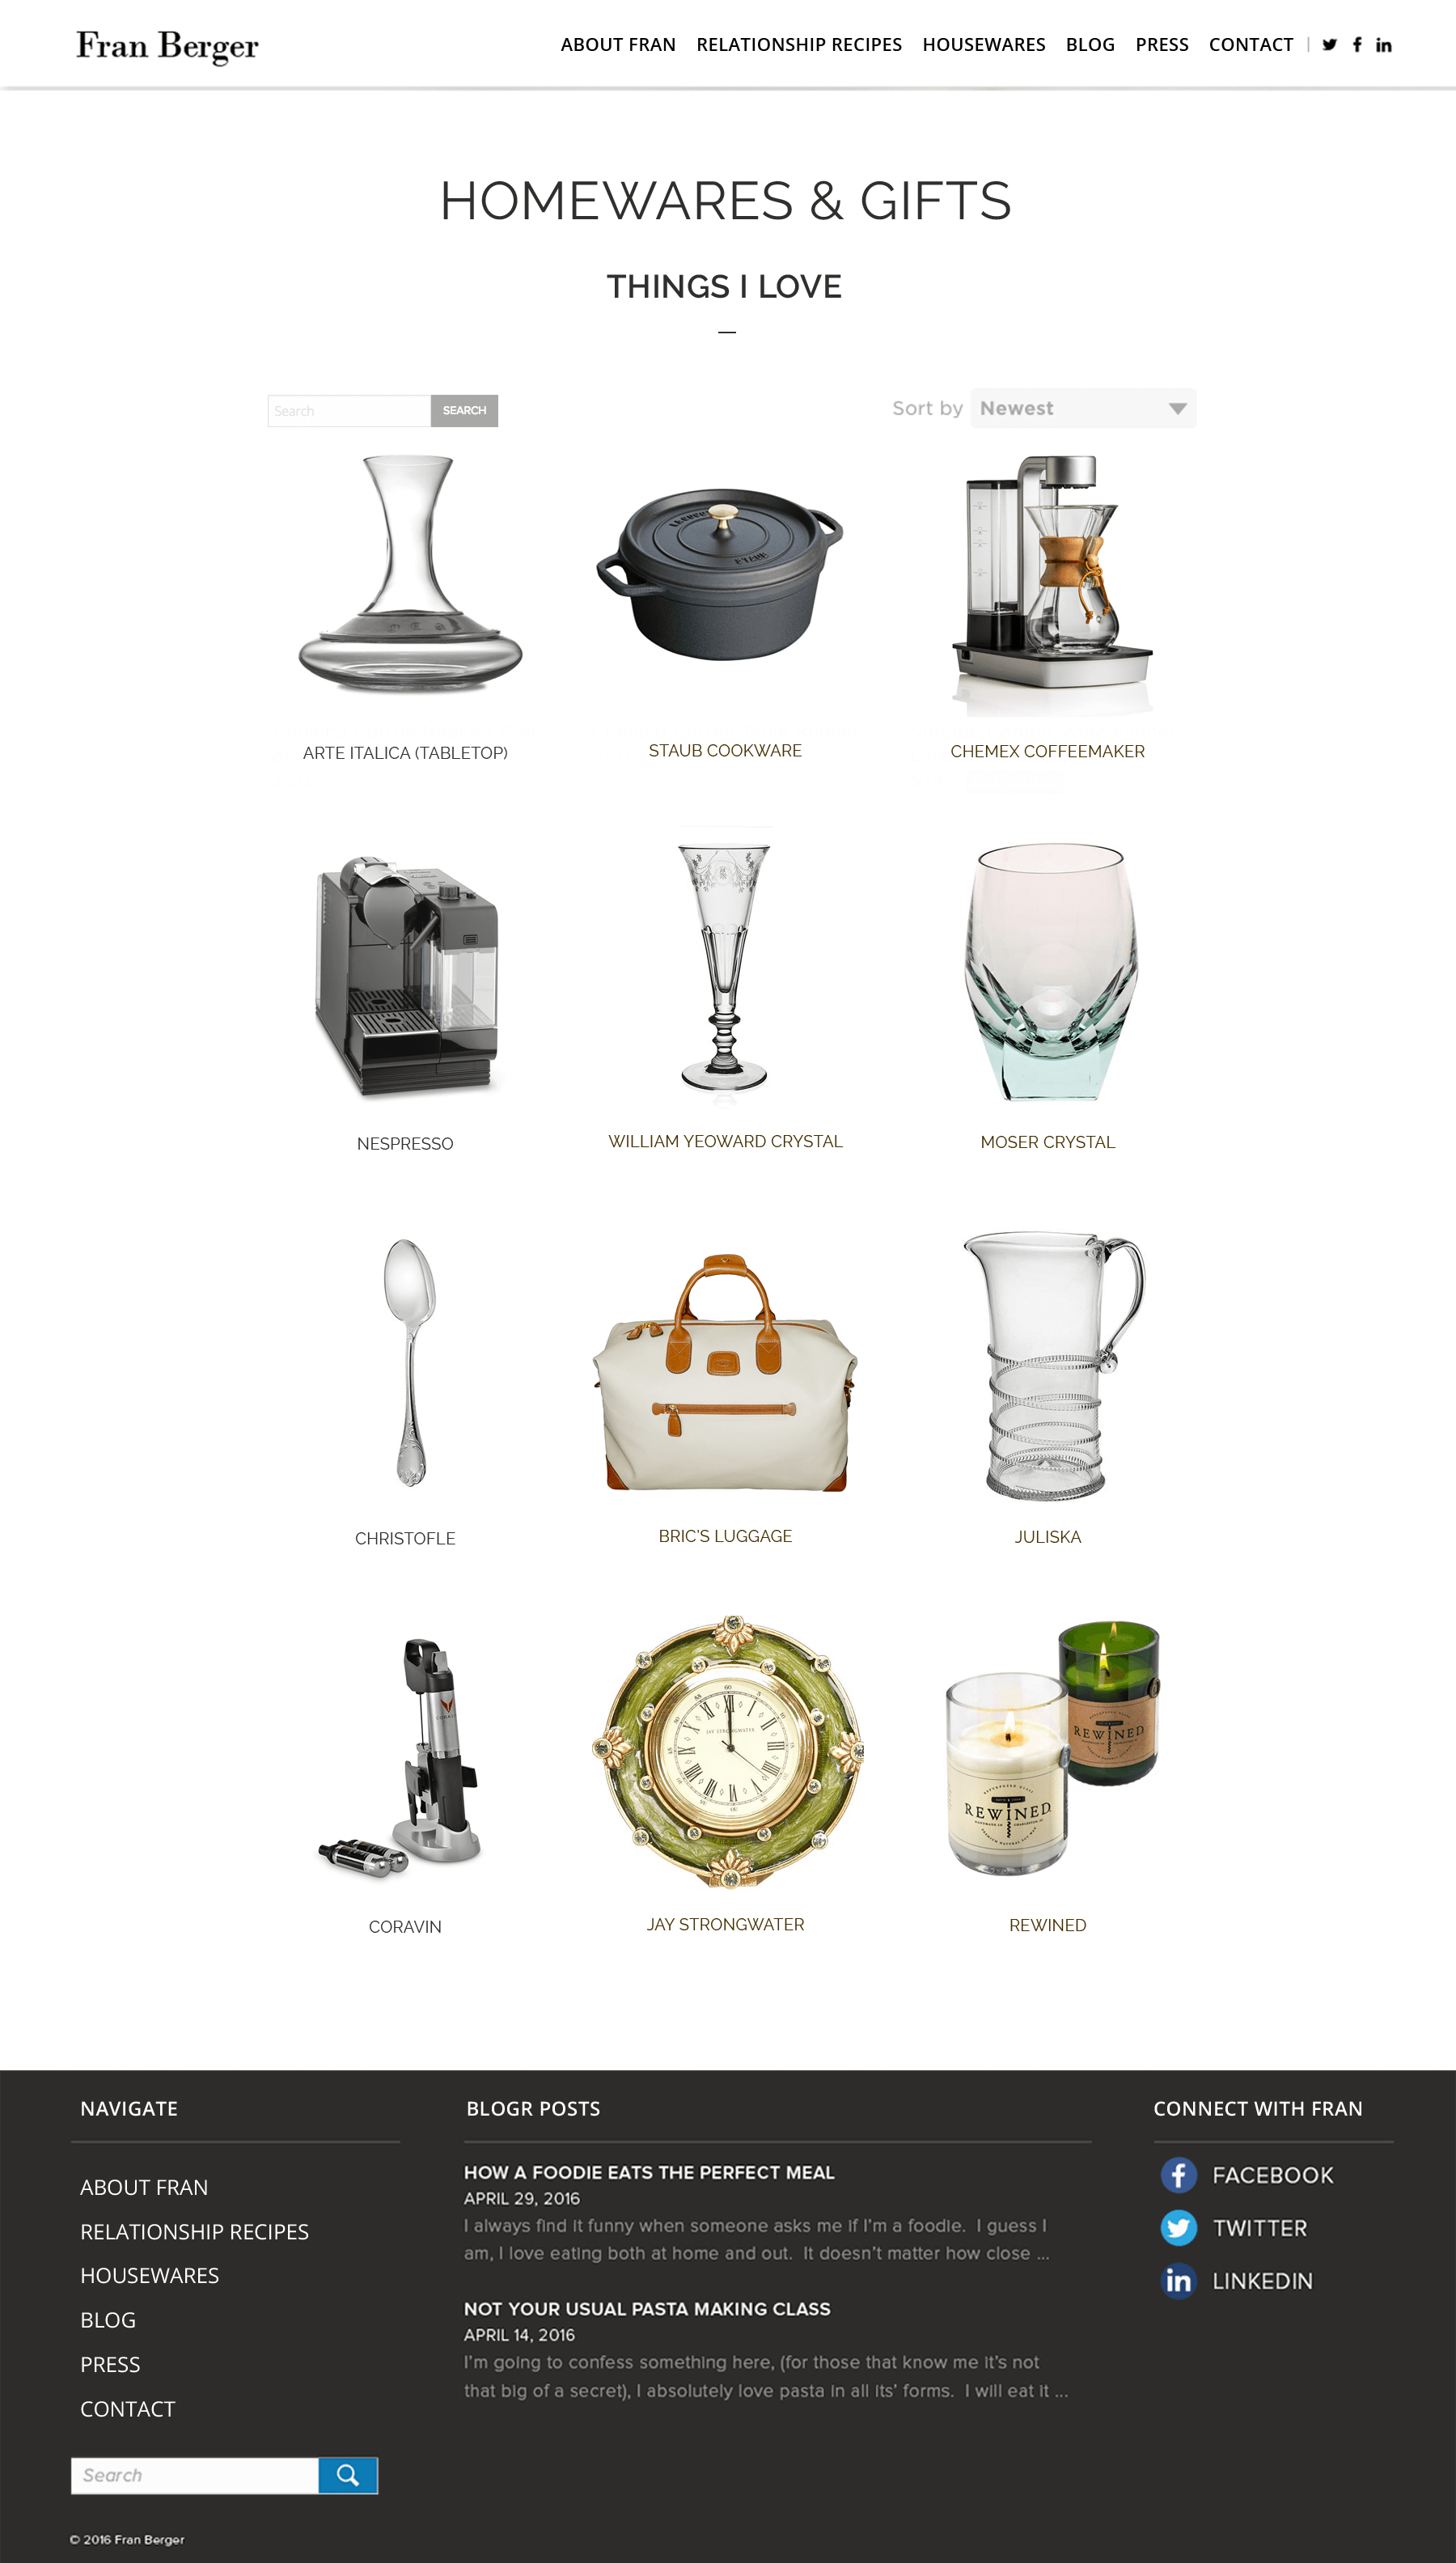 Fran Berger
ABOUT FRAN RELATIONSHIP RECIPES HOUSEWARES BLOG PRESS CONTACT
HOMEWARES & GIFTS
THINGS I LOVE
Search SEARCH
Sort by Newest
STAUB
ARTE ITALICA (TABLETOP)
STAUB COOKWARE
CHEMEX COFFEEMAKER
NESPRESSO
WILLIAM YEOWARD CRYSTAL
MOSER CRYSTAL
CHRISTOFLE
BRIC'S LUGGAGE
JULISKA
JAY STRONGWATER
REWINED
REWINED
CORAVIN
JAY STRONGWATER
REWINED
NAVIGATE
ABOUT FRAN
RELATIONSHIP RECIPES
HOUSEWARES
BLOG
PRESS
CONTACT
Search
© 2016 Fran Berger
BLOGR POSTS
HOW A FOODIE EATS THE PERFECT MEAL
APRIL 29, 2016
I always find it funny when someone asks me if I'm a foodie. I guess I
am, I love eating both at home and out. It doesn't matter how close ...
NOT YOUR USUAL PASTA MAKING CLASS
APRIL 14, 2016
I'm going to confess something here, (for those that know me it's not
that big of a secret), I absolutely love pasta in all its' forms. I will eat it ...
CONNECT WITH FRAN
FACEBOOK
TWITTER
LINKEDIN